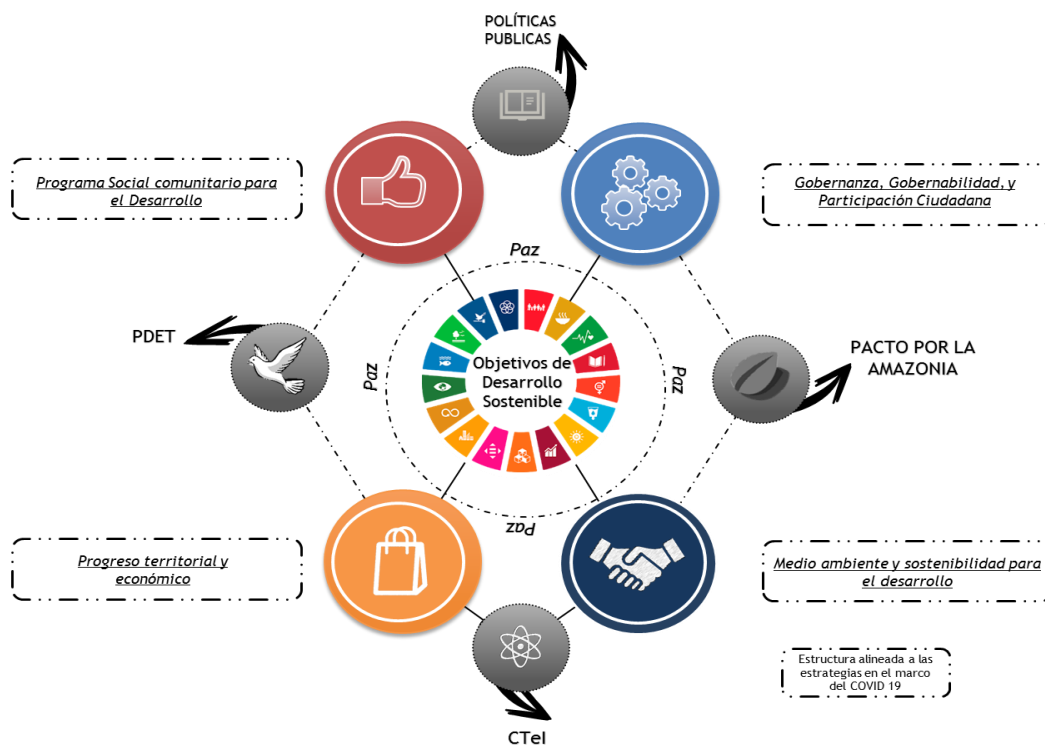 POLÍTICAS
PUBLICAS
Programa Social comunitario para
el Desarrollo
Gobernanza, Gobernabilidad, y
Participación Ciudadana
Paz
PDET
Paz
Objetivos de
Desarrollo
Sostenible
Paz
PACTO POR LA
AMAZONIA
Paz
Progreso territorial y
económico
Medio ambiente y sostenibilidad para
el desarrollo
Estructura alineada a las
estrategias en el marco
del COVID 19
CTeI